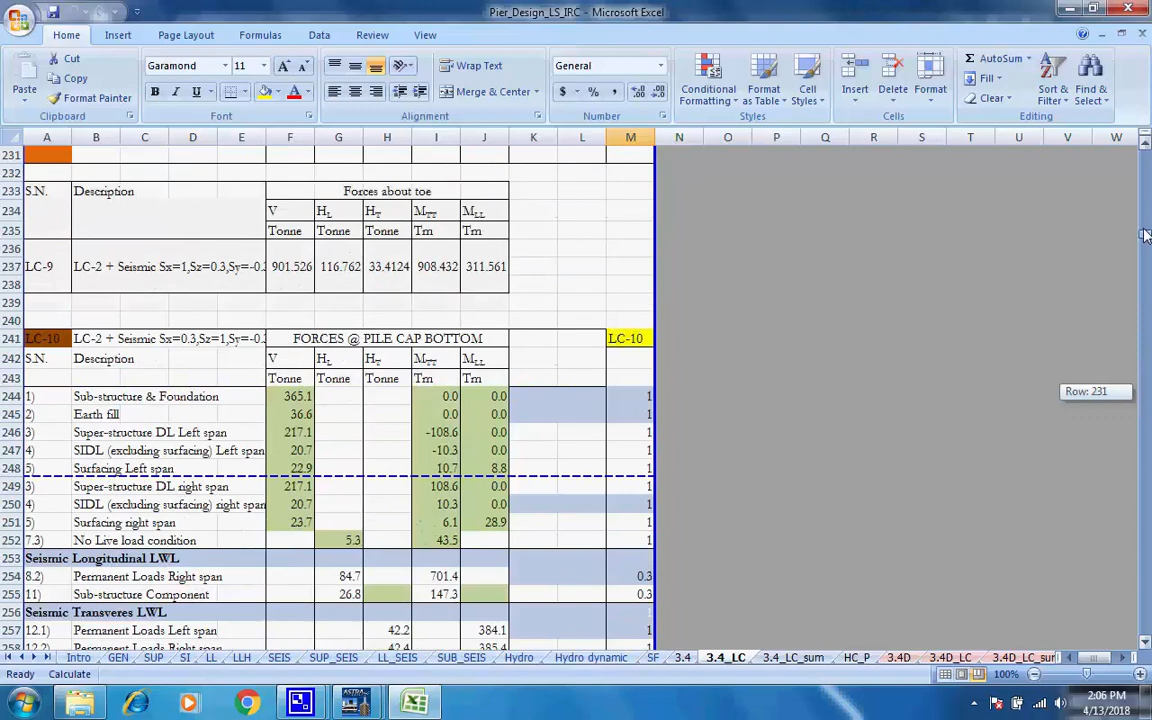 Pier_Design_LS_IRC - Microsoft Excel
Home Insert Page Layout Formulas Data Review View
Paste Cut Copy Format Painter Clipboard
Garamond 11 A A B I U A Font
Wrap Text Merge & Center Alignment
General $ % , Number
Conditional Formatting Format as Table Cell Styles Styles
Insert Delete Format Cells
Σ AutoSum Fill Clear Sort & Filter Find & Select Editing
A B C D E F G H I J K L M N O P Q R S T U V W
231
232
233 S.N. Description Forces about toe
234 V HL HT MTT MLL
235 Tonne Tonne Tonne Tm Tm
236
237 LC-9 LC-2 + Seismic Sx=1,Sz=0.3,Sy=-0.3 901.526 116.762 33.4124 908.432 311.561
238
239
240
241 LC-10 LC-2 + Seismic Sx=0.3,Sz=1,Sy=-0.3 FORCES @ PILE CAP BOTTOM LC-10
242 S.N. Description V HL HT MTT MLL
243 Tonne Tonne Tonne Tm Tm
244 1) Sub-structure & Foundation 365.1 0.0 0.0 1
245 2) Earth fill 36.6 0.0 0.0 1
246 3) Super-structure DL Left span 217.1 -108.6 0.0 1
247 4) SIDL (excluding surfacing) Left span 20.7 -10.3 0.0 1
248 5) Surfacing Left span 22.9 10.7 8.8 1
249 3) Super-structure DL right span 217.1 108.6 0.0 1
250 4) SIDL (excluding surfacing) right span 20.7 10.3 0.0 1
251 5) Surfacing right span 23.7 6.1 28.9 1
252 7.3) No Live load condition 5.3 43.5 1
253 Seismic Longitudinal LWL
254 8.2) Permanent Loads Right span 84.7 701.4 0.3
255 11) Sub-structure Component 26.8 147.3 0.3
256 Seismic Transveres LWL 1
257 12.1) Permanent Loads Left span 42.2 384.1 1
258 12.2) Permanent Loads Right span 42.4 385.4 1
Row: 231
Intro GEN SUP SI LL LLH SEIS SUP_SEIS LL_SEIS SUB_SEIS Hydro Hydro dynamic SF 3.4 3.4_LC 3.4_LC_sum HC_P 3.4D 3.4D_LC 3.4D_LC_sum
Ready Calculate 100%
2:06 PM
4/13/2018